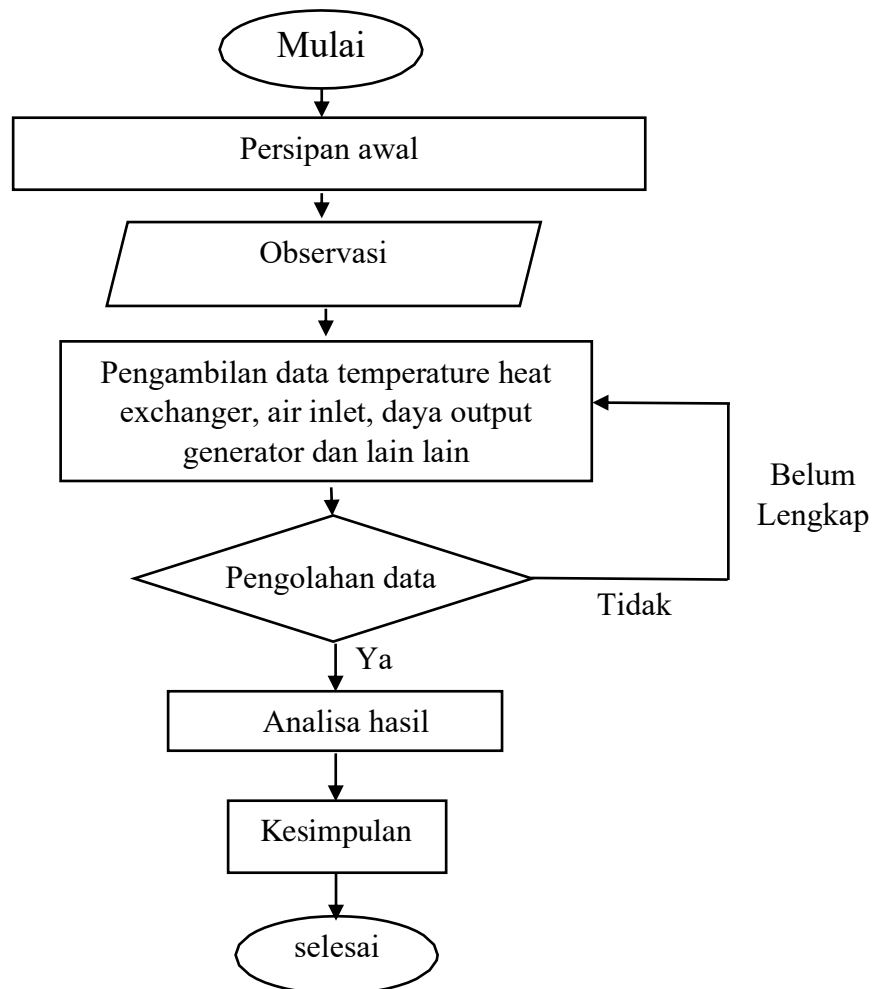 Mulai
Persipan awal
Observasi
Pengambilan data temperature heat
exchanger, air inlet, daya output
generator dan lain lain
Belum
Lengkap
Pengolahan data
Tidak
Ya
Analisa hasil
Kesimpulan
selesai